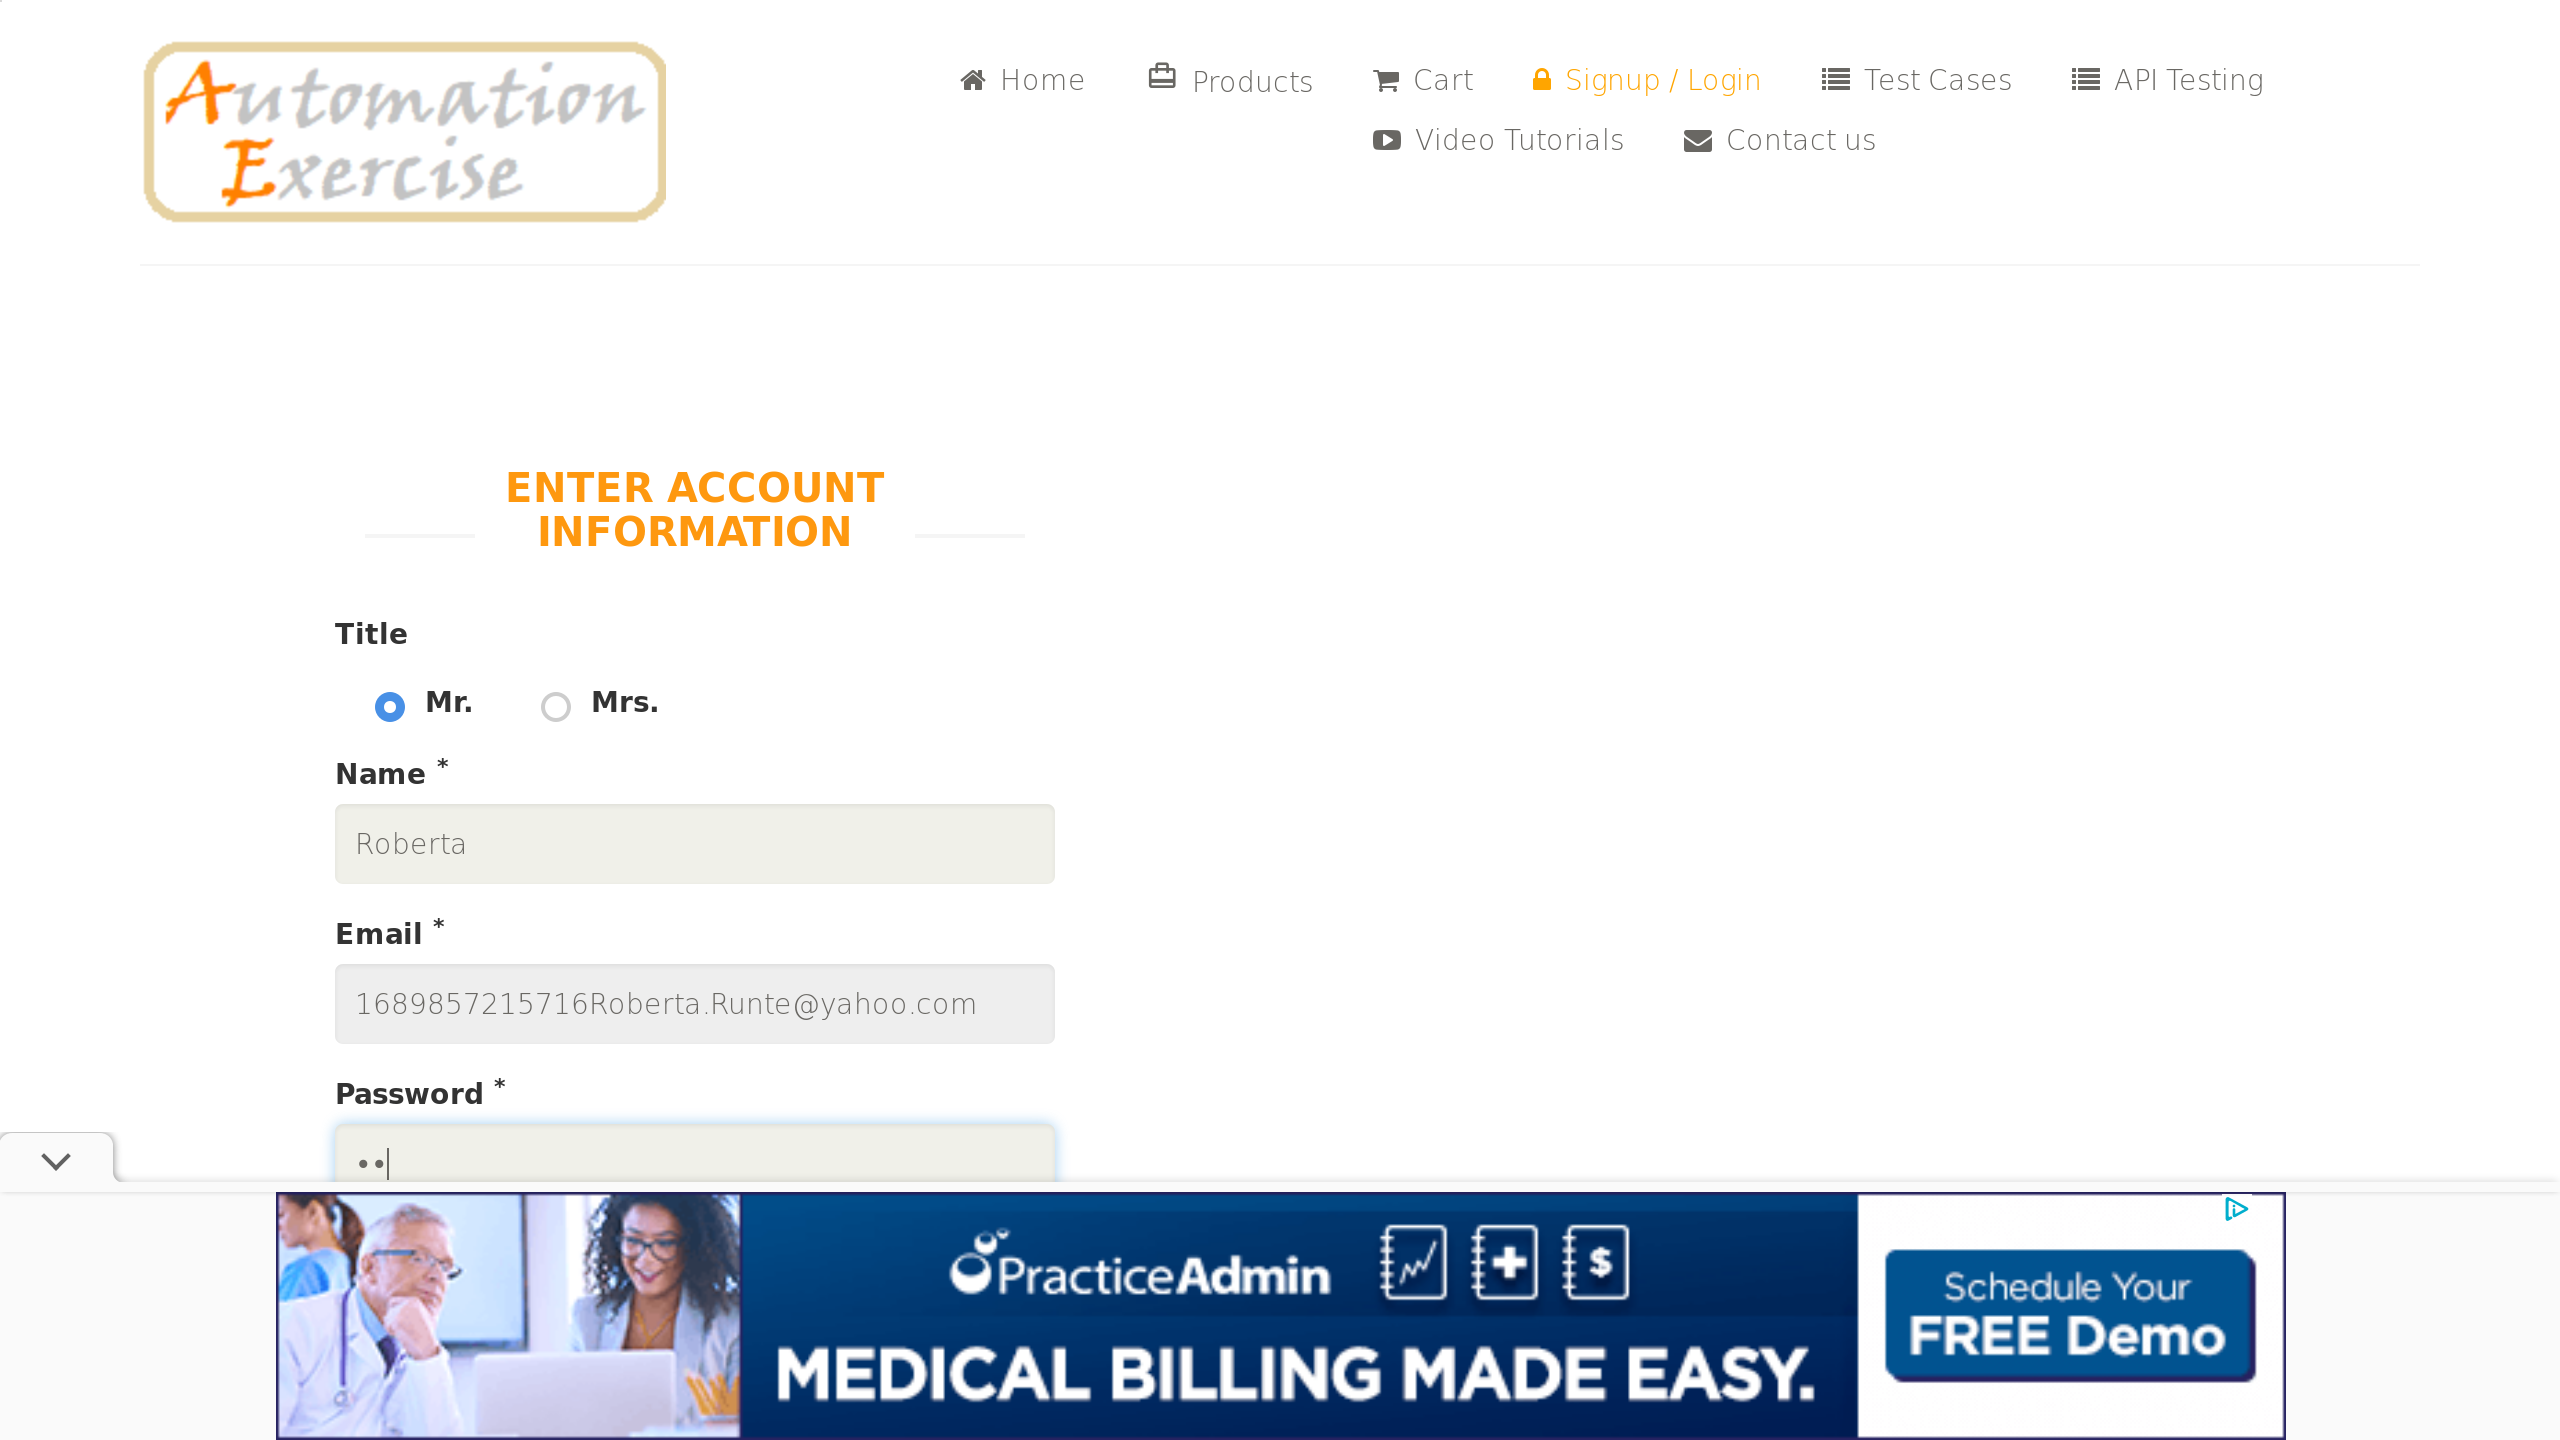 Automation
Exercise
Home
Products
Cart
Signup / Login
Test Cases
API Testing
Video Tutorials
Contact us
ENTER ACCOUNT
INFORMATION
Title
Mr.
Mrs.
Name *
Roberta
Email *
1689857215716Roberta.Runte@yahoo.com
Password *
PracticeAdmin
$
MEDICAL BILLING MADE EASY.
Schedule Your
FREE Demo